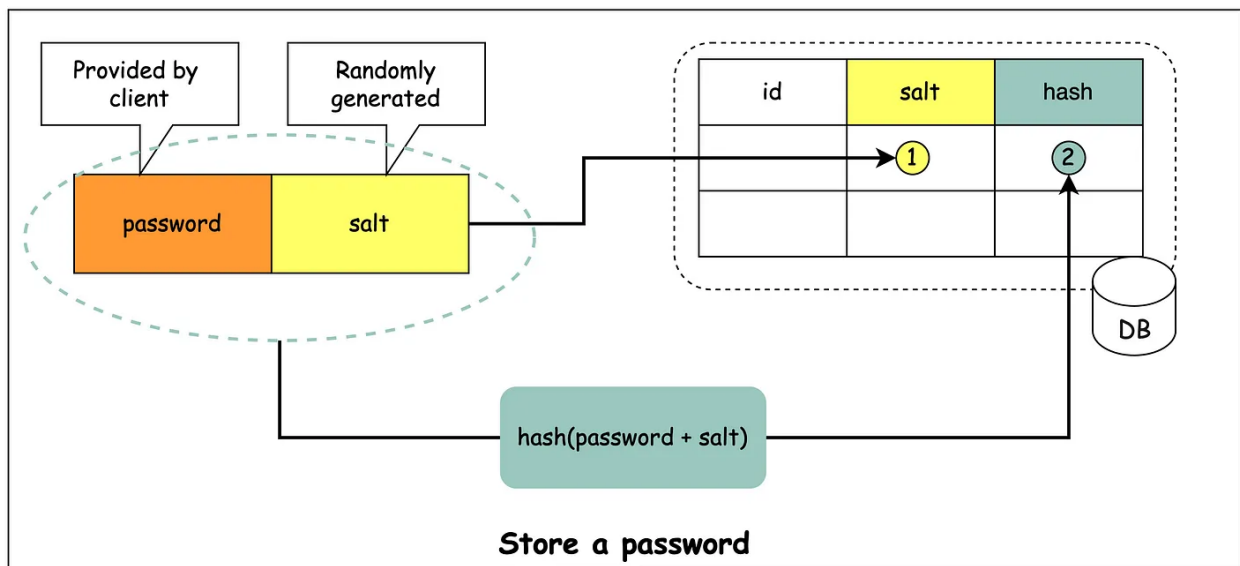 Provided by
client
Randomly
generated
id
salt
hash
1
2
password
salt
DB
hash(password + salt)
Store a password